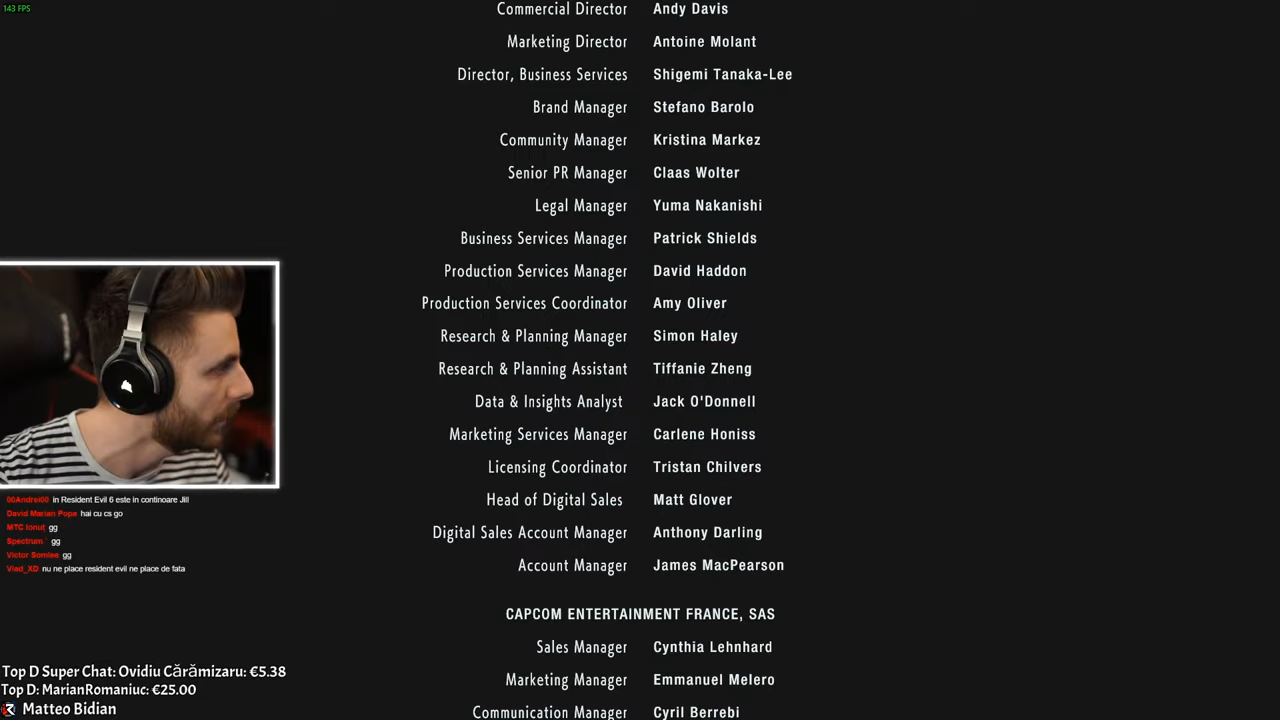 143 FPS
Commercial Director Andy Davis
Marketing Director Antoine Molant
Director, Business Services Shigemi Tanaka-Lee
Brand Manager Stefano Barolo
Community Manager Kristina Markez
Senior PR Manager Claas Wolter
Legal Manager Yuma Nakanishi
Business Services Manager Patrick Shields
Production Services Manager David Haddon
Production Services Coordinator Amy Oliver
Research & Planning Manager Simon Haley
Research & Planning Assistant Tiffanie Zheng
Data & Insights Analyst Jack O'Donnell
Marketing Services Manager Carlene Honiss
Licensing Coordinator Tristan Chilvers
Head of Digital Sales Matt Glover
Digital Sales Account Manager Anthony Darling
Account Manager James MacPearson
CAPCOM ENTERTAINMENT FRANCE, SAS
Sales Manager Cynthia Lehnhard
Marketing Manager Emmanuel Melero
Communication Manager Cyril Berrebi
00Andrei00 in Resident Evil 6 este in continoare Jill
David Marian Popa hai cu cs go
MTC Ionut gg
Spectrum gg
Victor Somlea gg
Vlad_XD nu ne place resident evil ne place de fata
Top D Super Chat: Ovidiu Cărămizaru: €5.38
Top D: MarianRomaniuc: €25.00
Matteo Bidian